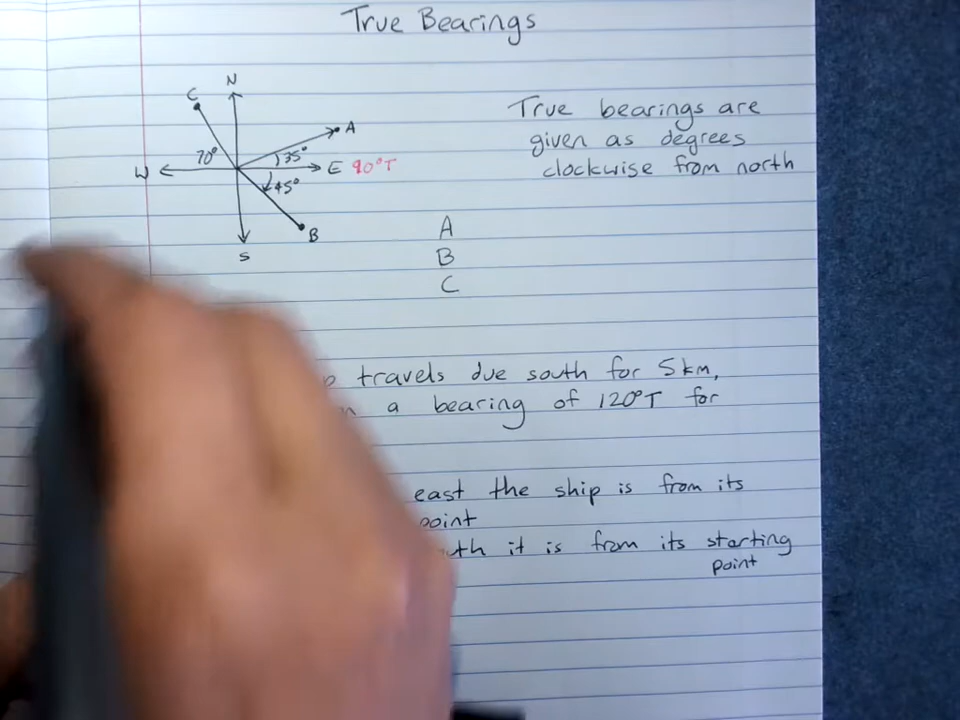 True Bearings
N
C
A
35°
70°
W
E 90°T
45°
B
S
True bearings are
given as degrees
clockwise from north
A
B
C
travels due south for 5km,
a bearing of 120°T for
east the ship is from its
point
it is from its starting
point